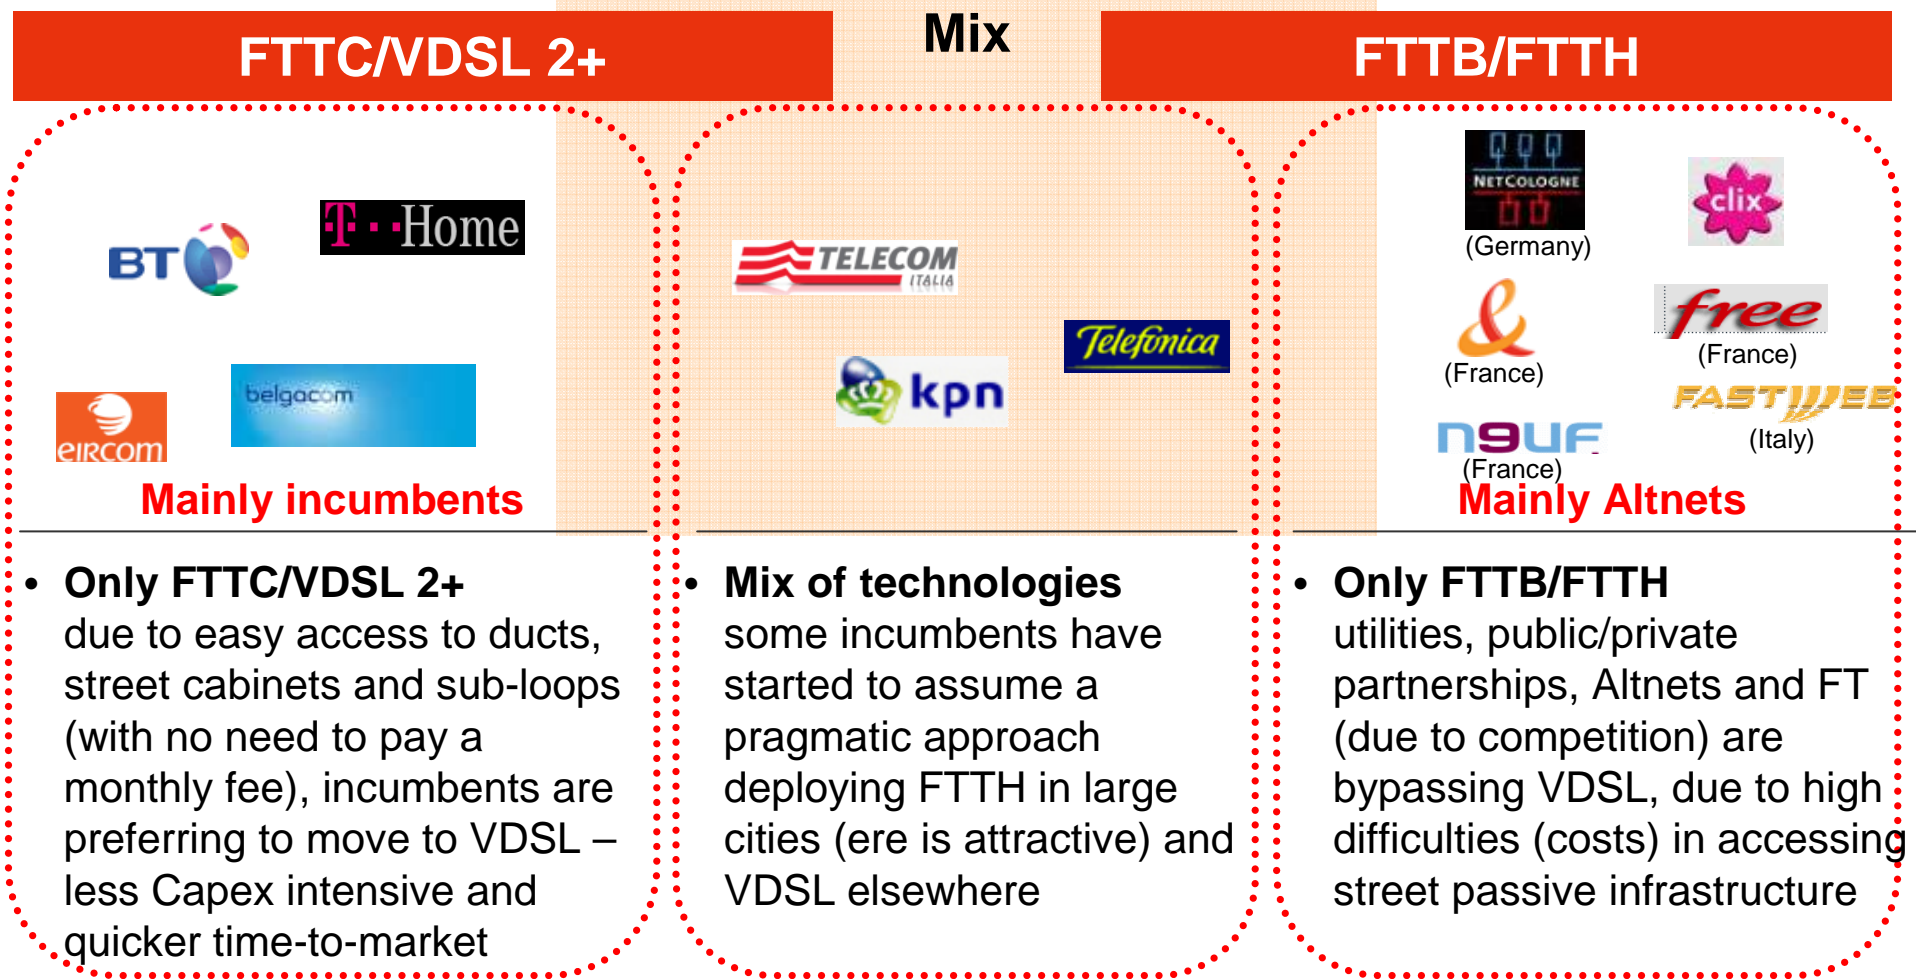 FTTC/VDSL 2+
Mix
FTTB/FTTH
BT
T··Home
eircom
belgacom
Mainly incumbents
TELECOM
ITALIA
Telefónica
kpn
NETCOLOGNE
(Germany)
clix
(France)
free
(France)
FASTWEB
(Italy)
n9uf
(France)
Mainly Altnets
• Only FTTC/VDSL 2+
due to easy access to ducts,
street cabinets and sub-loops
(with no need to pay a
monthly fee), incumbents are
preferring to move to VDSL –
less Capex intensive and
quicker time-to-market
• Mix of technologies
some incumbents have
started to assume a
pragmatic approach
deploying FTTH in large
cities (ere is attractive) and
VDSL elsewhere
• Only FTTB/FTTH
utilities, public/private
partnerships, Altnets and FT
(due to competition) are
bypassing VDSL, due to high
difficulties (costs) in accessing
street passive infrastructure